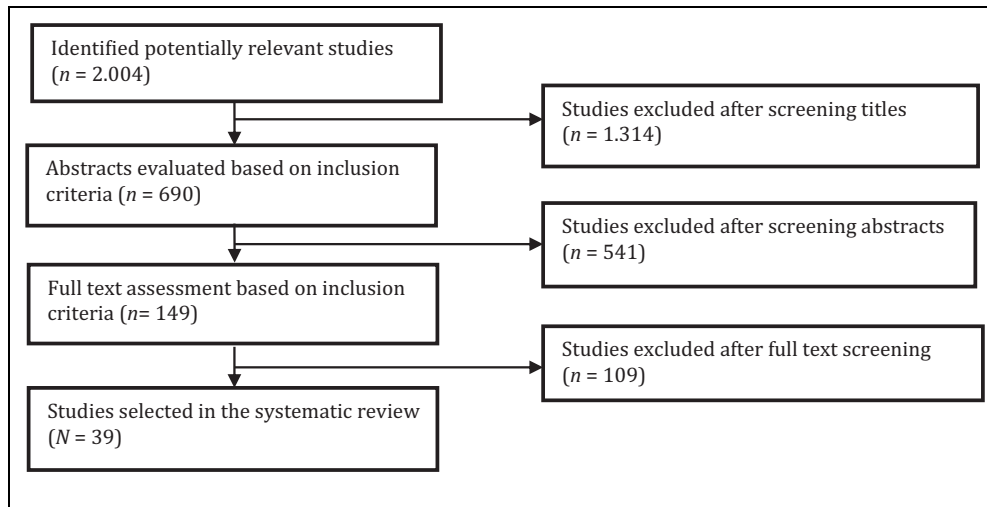 Identified potentially relevant studies
(n = 2.004)
Studies excluded after screening titles
(n = 1.314)
Abstracts evaluated based on inclusion
criteria (n = 690)
Studies excluded after screening abstracts
(n = 541)
Full text assessment based on inclusion
criteria (n= 149)
Studies excluded after full text screening
(n = 109)
Studies selected in the systematic review
(N = 39)